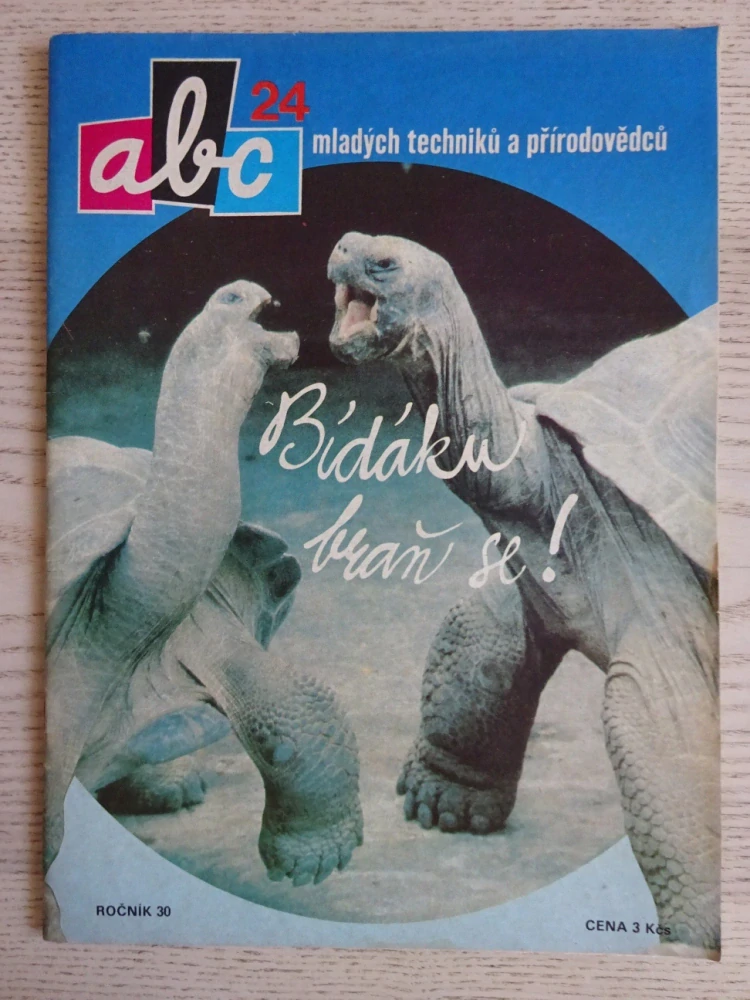 abc
24
mladých techniků a přírodovědců
Bídáku
braň se!
ROČNÍK 30
CENA 3 Kčs